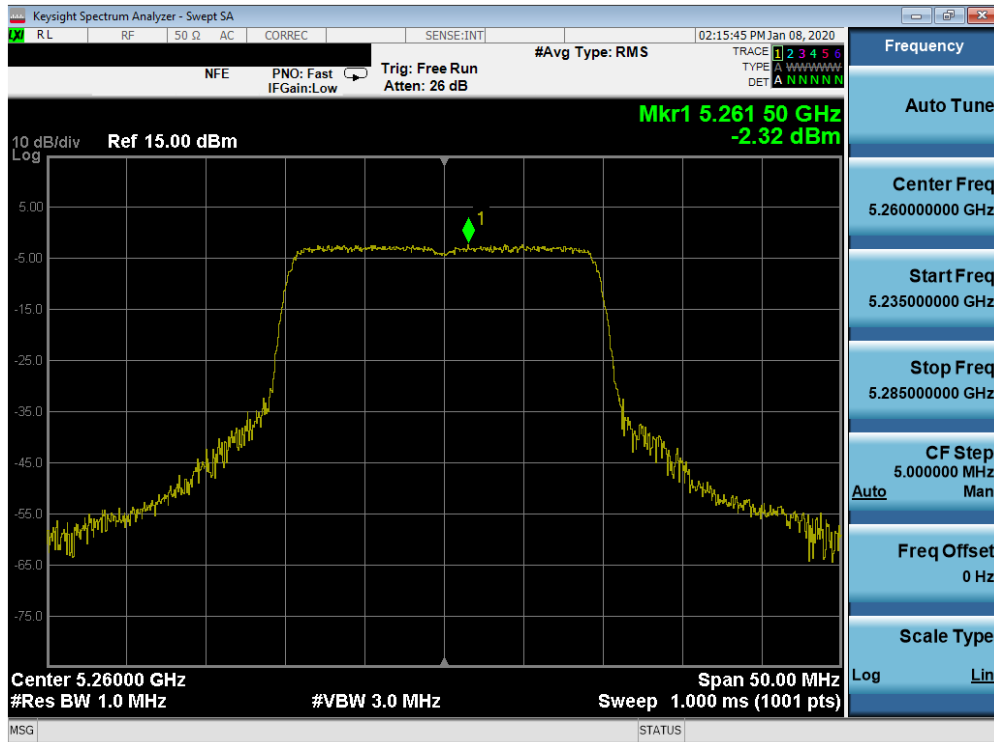 Keysight Spectrum Analyzer - Swept SA
LXI RL RF 50 Ω AC CORREC SENSE:INT 02:15:45 PM Jan 08, 2020
NFE PNO: Fast IFGain:Low
Trig: Free Run
Atten: 26 dB
#Avg Type: RMS
TRACE 1 2 3 4 5 6
TYPE A WWWWW
DET A N N N N N
Mkr1 5.261 50 GHz
-2.32 dBm
10 dB/div Ref 15.00 dBm
Log
5.00
-5.00
-15.0
-25.0
-35.0
-45.0
-55.0
-65.0
-75.0
1
Center 5.26000 GHz Span 50.00 MHz
#Res BW 1.0 MHz #VBW 3.0 MHz Sweep 1.000 ms (1001 pts)
MSG STATUS
Frequency
Auto Tune
Center Freq
5.260000000 GHz
Start Freq
5.235000000 GHz
Stop Freq
5.285000000 GHz
CF Step
5.000000 MHz
Auto Man
Freq Offset
0 Hz
Scale Type
Log Lin